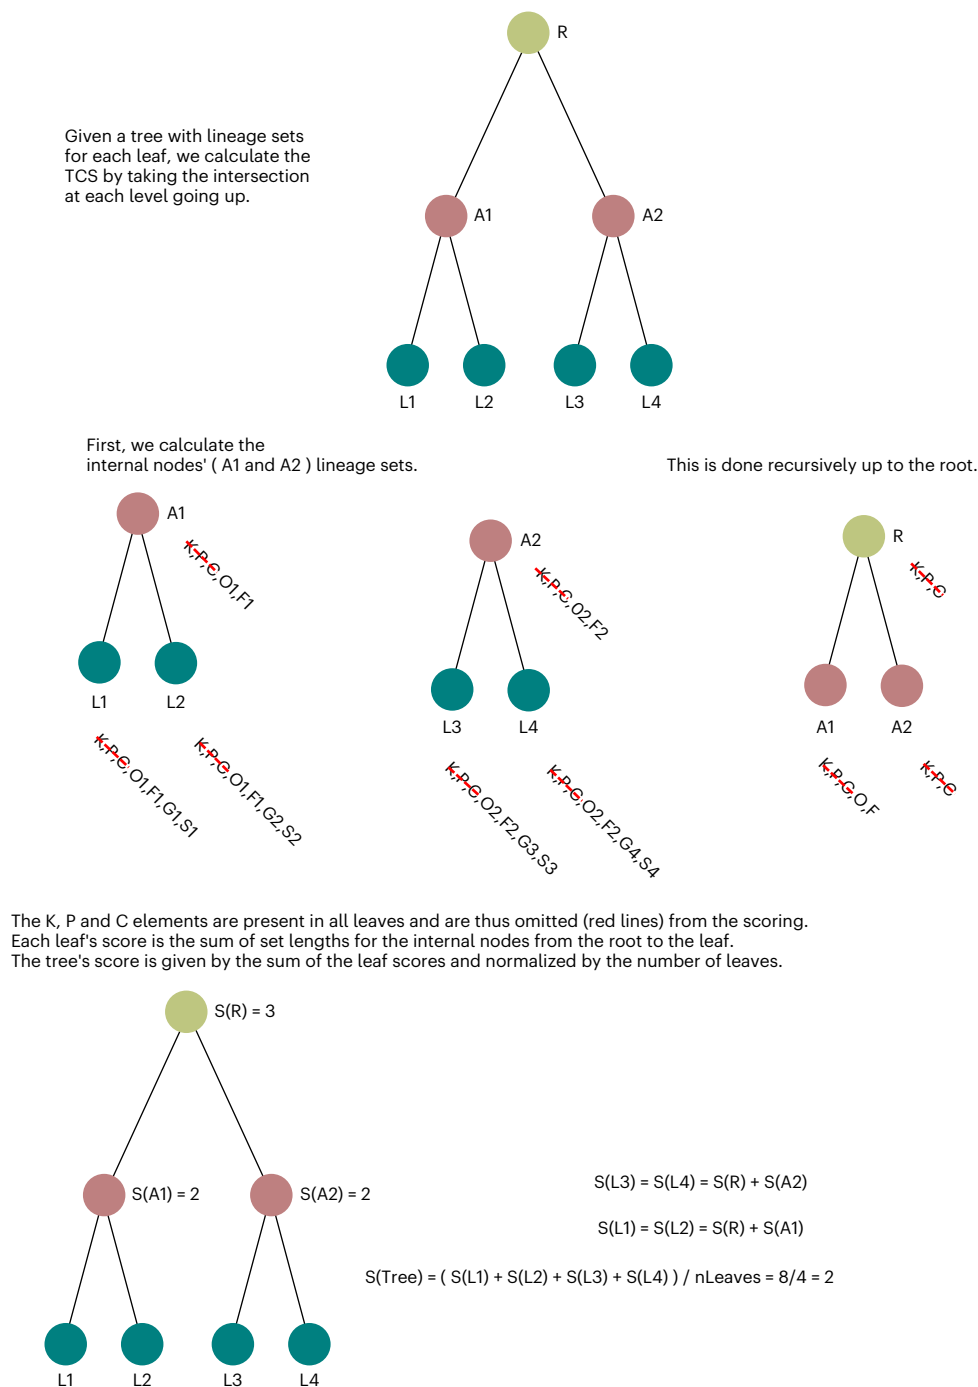 R
Given a tree with lineage sets
for each leaf, we calculate the
TCS by taking the intersection
at each level going up.
A1
A2
L1
L2
L3
L4
First, we calculate the
internal nodes' ( A1 and A2 ) lineage sets.
This is done recursively up to the root.
A1
K,P,C,O1,F1
L1
L2
K,P,C,O1,F1,G1,S1
K,P,C,O1,F1,G2,S2
A2
K,P,C,02,F2
L3
L4
K,P,C,O2,F2,G3,S3
K,P,C,O2,F2,G4,S4
R
K,P,C
A1
A2
K,P,C,O,F
K,P,C
The K, P and C elements are present in all leaves and are thus omitted (red lines) from the scoring.
Each leaf's score is the sum of set lengths for the internal nodes from the root to the leaf.
The tree's score is given by the sum of the leaf scores and normalized by the number of leaves.
S(R) = 3
S(A1) = 2
S(A2) = 2
S(L3) = S(L4) = S(R) + S(A2)
S(L1) = S(L2) = S(R) + S(A1)
S(Tree) = ( S(L1) + S(L2) + S(L3) + S(L4) ) / nLeaves = 8/4 = 2
L1
L2
L3
L4